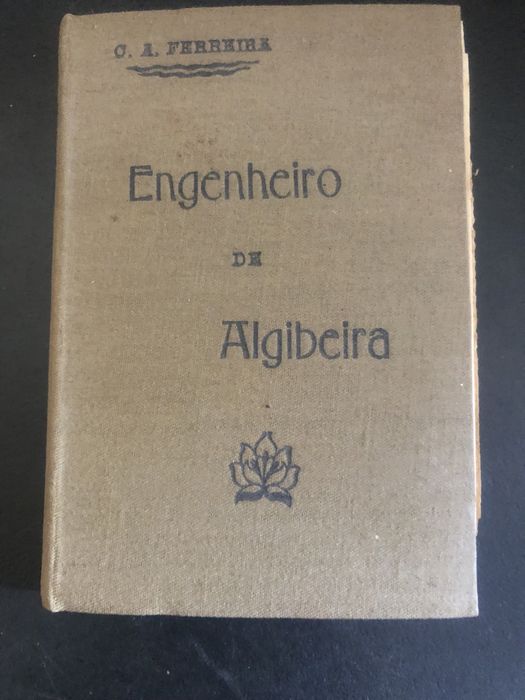 C. A. FERREIRA
Engenheiro
DE
Algibeira